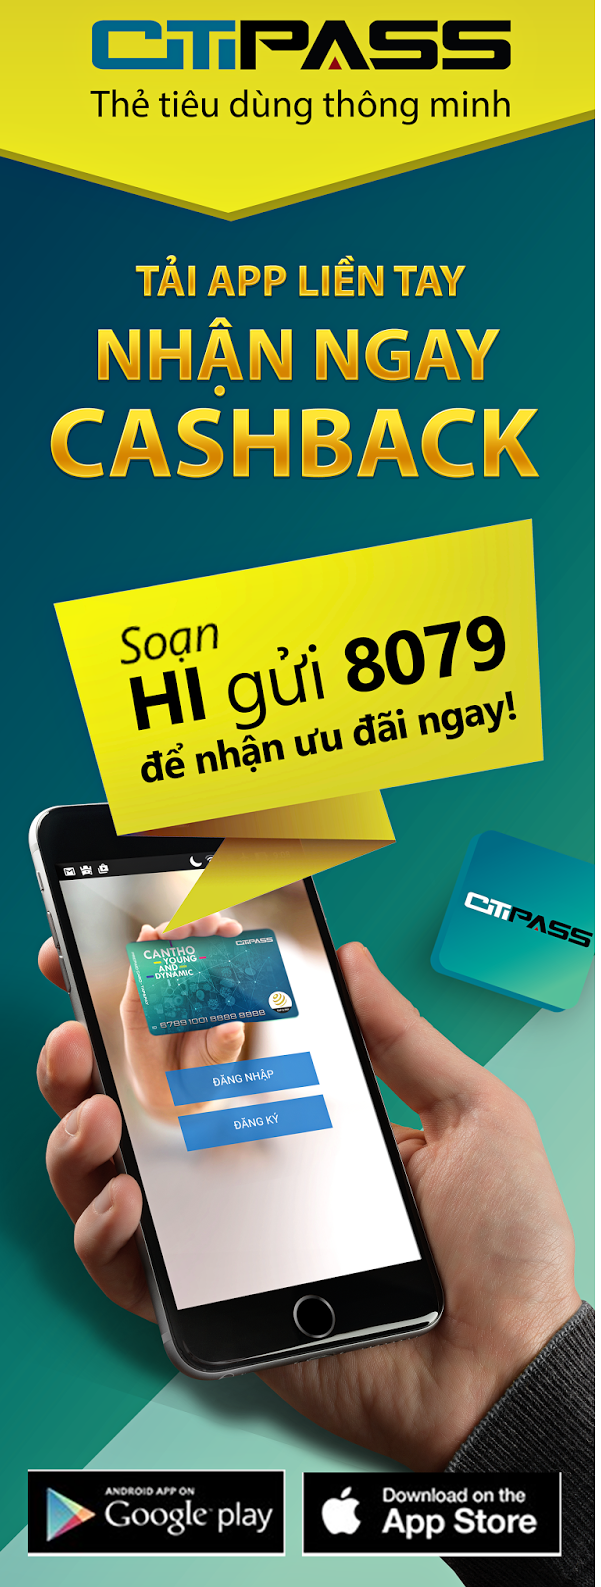 CITIPASS
Thẻ tiêu dùng thông minh
TẢI APP LIỀN TAY
NHẬN NGAY
CASHBACK
Soạn
HI gửi 8079
để nhận ưu đãi ngay!
CITIPASS
CITIPASS
CANTHO
YOUNG
AND
DYNAMIC
6789 1001 8888 8888
ĐĂNG NHẬP
ĐĂNG KÝ
ANDROID APP ON
Google play
Download on the
App Store